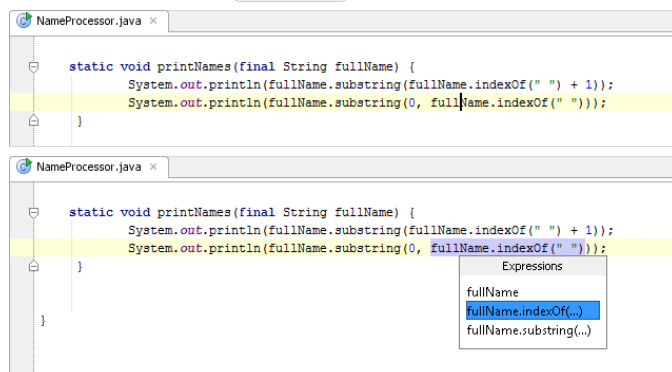 NameProcessor.java ×
static void printNames(final String fullName) {
System.out.println(fullName.substring(fullName.indexOf(" ") + 1));
System.out.println(fullName.substring(0, fullName.indexOf(" ")));
}
NameProcessor.java ×
static void printNames(final String fullName) {
System.out.println(fullName.substring(fullName.indexOf(" ") + 1));
System.out.println(fullName.substring(0, fullName.indexOf(" ")));
}
Expressions
fullName
fullName.indexOf(...)
fullName.substring(...)
}